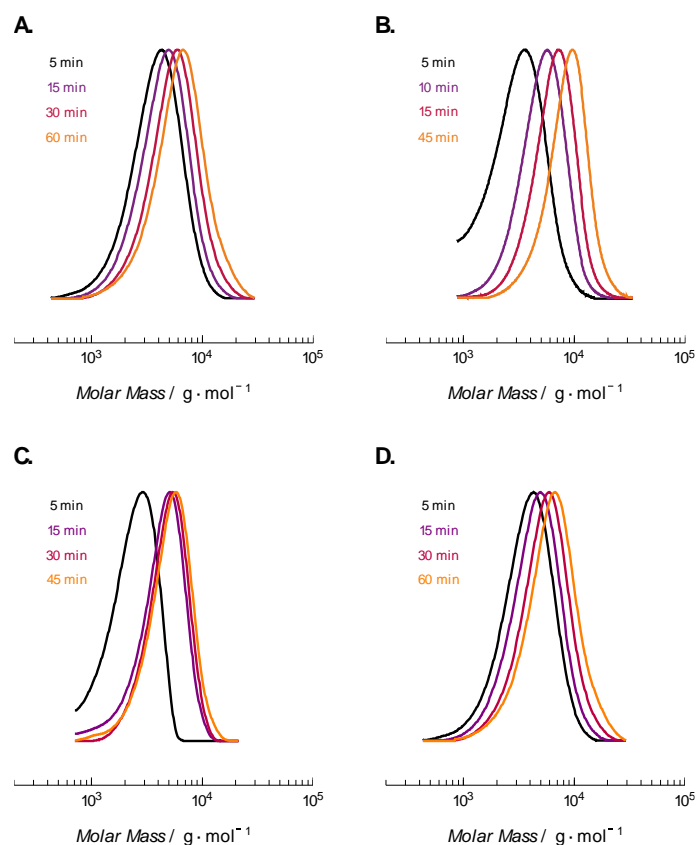 A.
5 min
15 min
30 min
60 min
10³ 10⁴ 10⁵
Molar Mass / g · mol⁻¹
B.
5 min
10 min
15 min
45 min
10³ 10⁴ 10⁵
Molar Mass / g · mol⁻¹
C.
5 min
15 min
30 min
45 min
10³ 10⁴ 10⁵
Molar Mass / g · mol⁻¹
D.
5 min
15 min
30 min
60 min
10³ 10⁴ 10⁵
Molar Mass / g · mol⁻¹